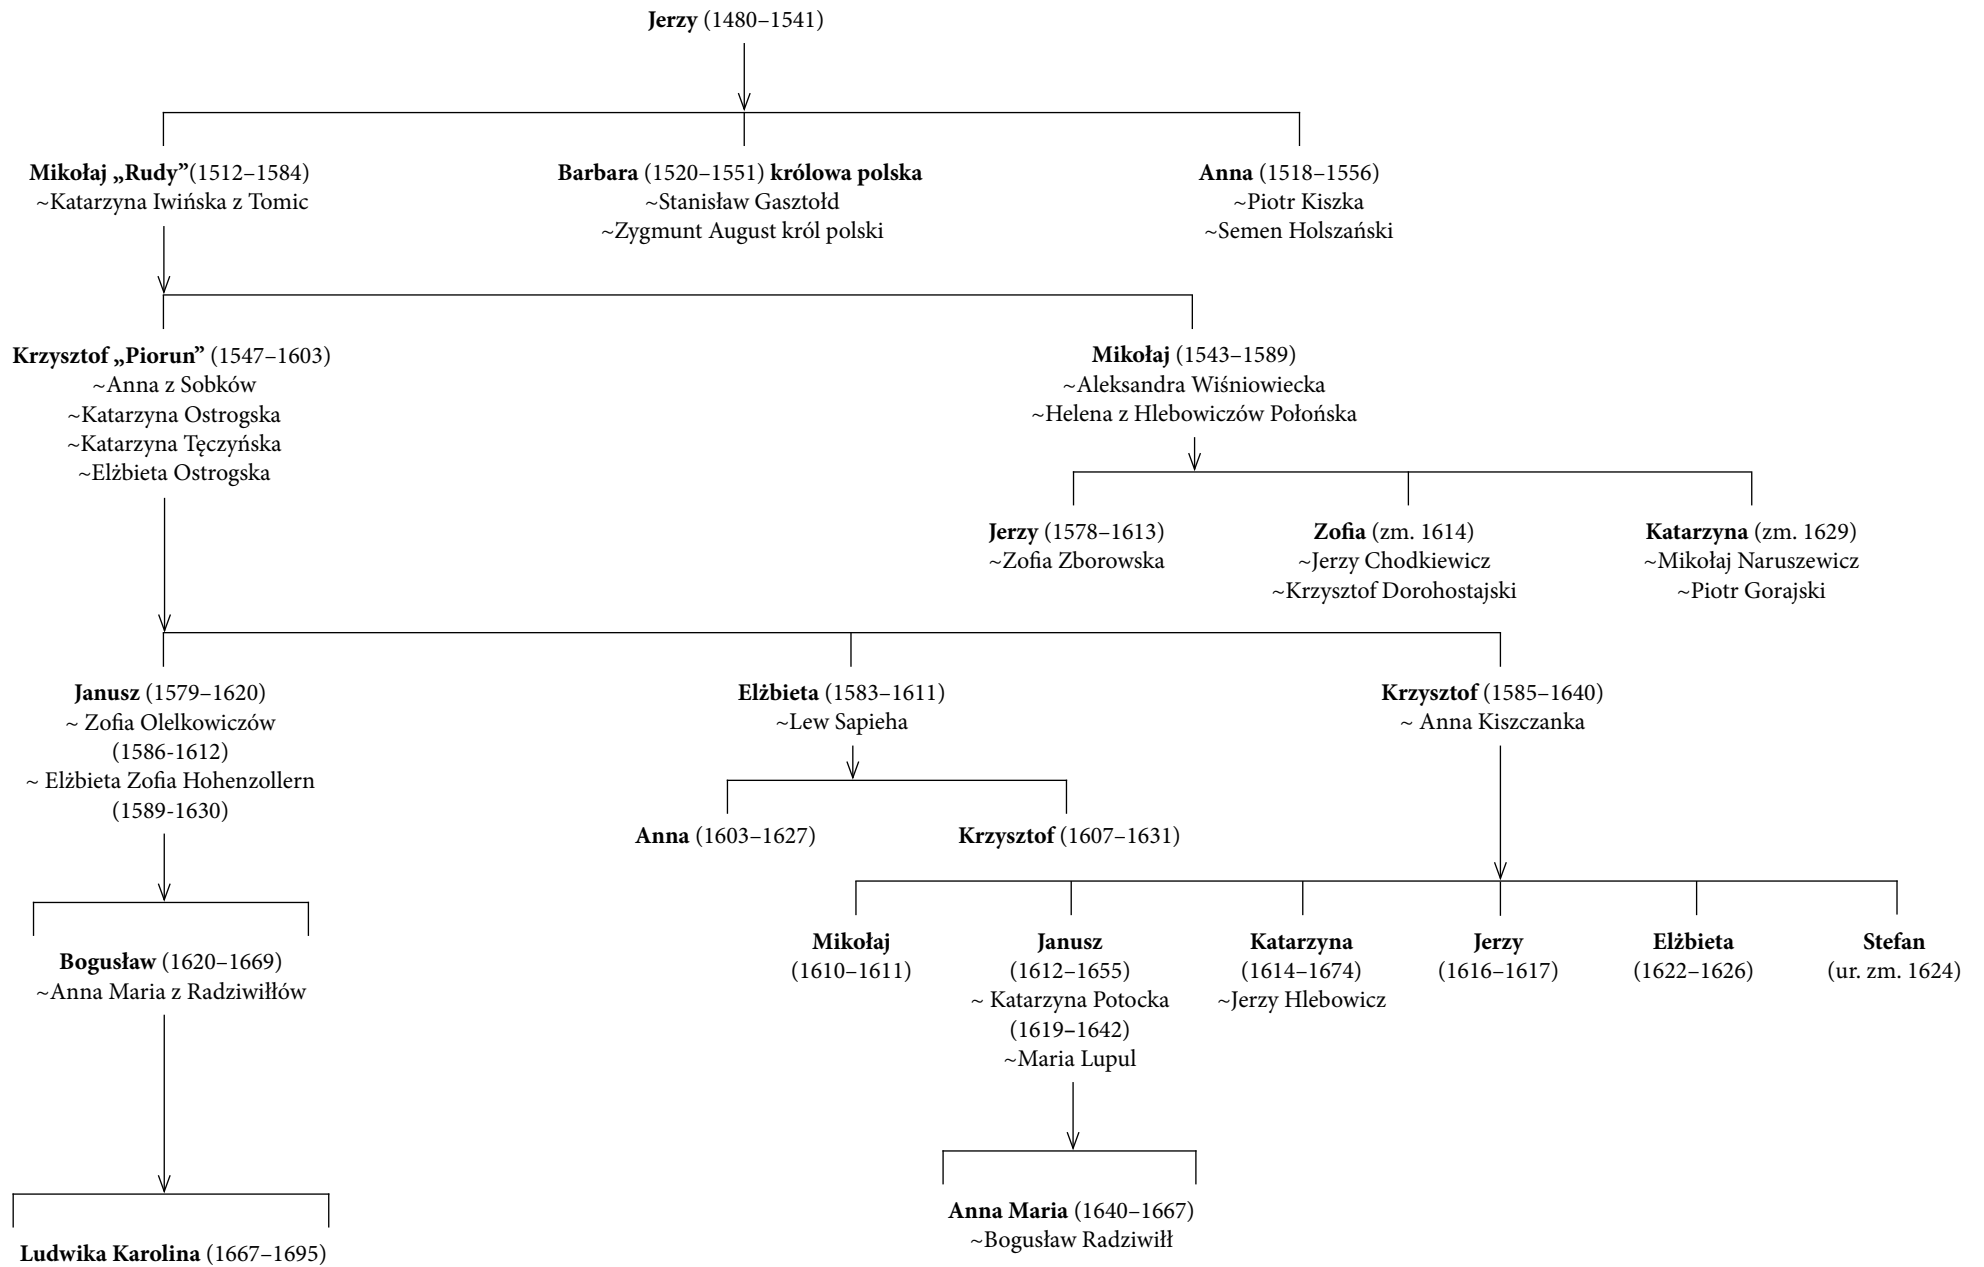 Jerzy (1480–1541)
Mikołaj „Rudy”(1512–1584)
~Katarzyna Iwińska z Tomic
Barbara (1520–1551) królowa polska
~Stanisław Gasztołd
~Zygmunt August król polski
Anna (1518–1556)
~Piotr Kiszka
~Semen Holszański
Krzysztof „Piorun” (1547–1603)
~Anna z Sobków
~Katarzyna Ostrogska
~Katarzyna Tęczyńska
~Elżbieta Ostrogska
Mikołaj (1543–1589)
~Aleksandra Wiśniowiecka
~Helena z Hlebowiczów Połońska
Jerzy (1578–1613)
~Zofia Zborowska
Zofia (zm. 1614)
~Jerzy Chodkiewicz
~Krzysztof Dorohostajski
Katarzyna (zm. 1629)
~Mikołaj Naruszewicz
~Piotr Gorajski
Janusz (1579–1620)
~ Zofia Olelkowiczów
(1586-1612)
~ Elżbieta Zofia Hohenzollern
(1589-1630)
Elżbieta (1583–1611)
~Lew Sapieha
Krzysztof (1585–1640)
~ Anna Kiszczanka
Anna (1603–1627)
Krzysztof (1607–1631)
Bogusław (1620–1669)
~Anna Maria z Radziwiłłów
Mikołaj
(1610–1611)
Janusz
(1612–1655)
~ Katarzyna Potocka
(1619–1642)
~Maria Lupul
Katarzyna
(1614–1674)
~Jerzy Hlebowicz
Jerzy
(1616–1617)
Elżbieta
(1622–1626)
Stefan
(ur. zm. 1624)
Anna Maria (1640–1667)
~Bogusław Radziwiłł
Ludwika Karolina (1667–1695)